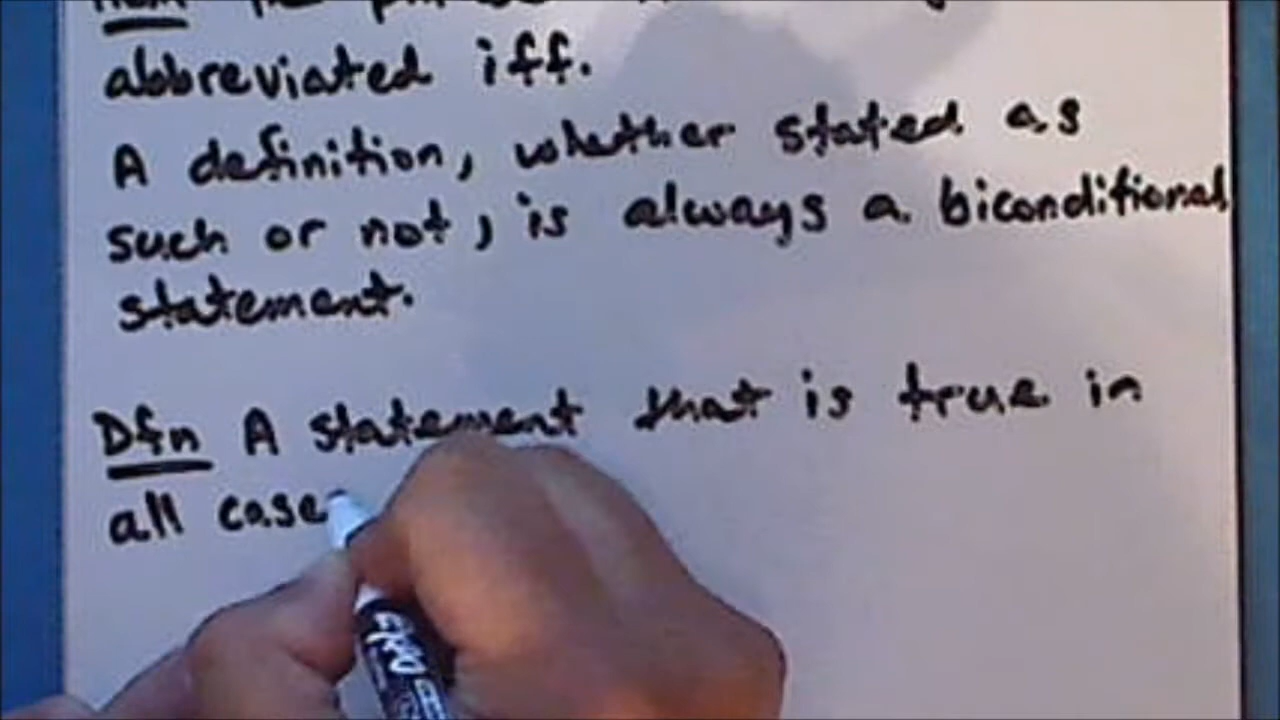 abbreviated iff.
A definition, whether stated as
such or not, is always a biconditional
statement.
Dfn A statement that is true in
all case
EXPO